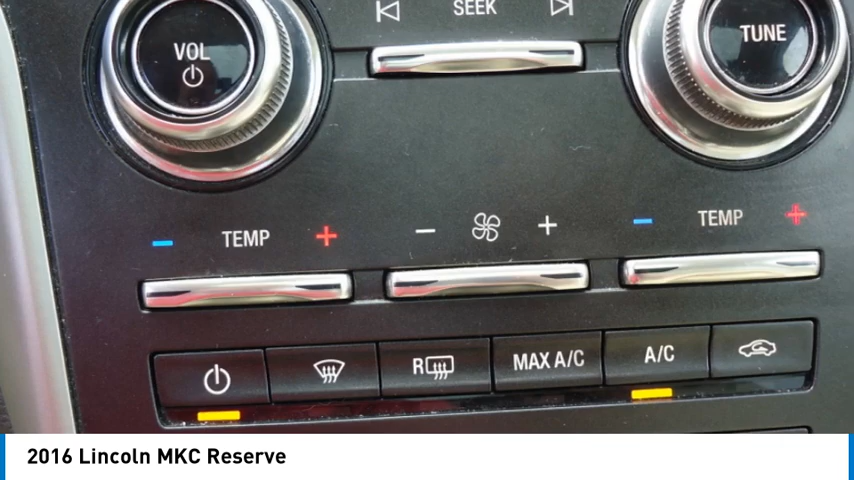 SEEK
VOL
TUNE
- TEMP +
- +
- TEMP +
R
MAX A/C
A/C
2016 Lincoln MKC Reserve